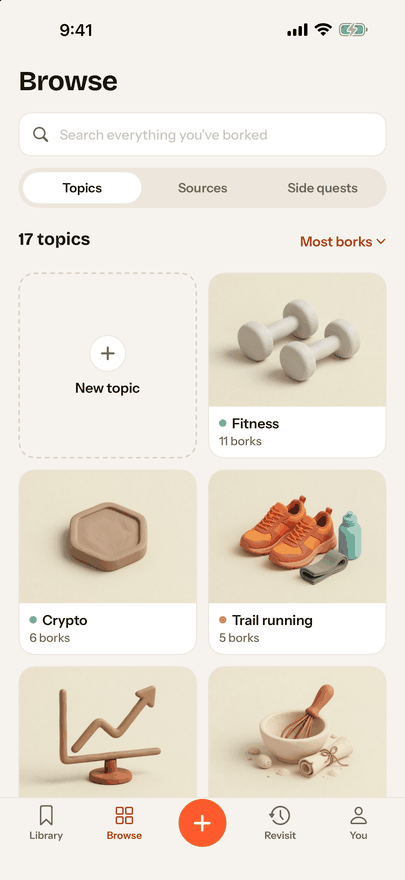 9:41
Browse
Search everything you've borked
Topics
Sources
Side quests
17 topics
Most borks
New topic
Fitness
11 borks
Crypto
6 borks
Trail running
5 borks
Library
Browse
Revisit
You